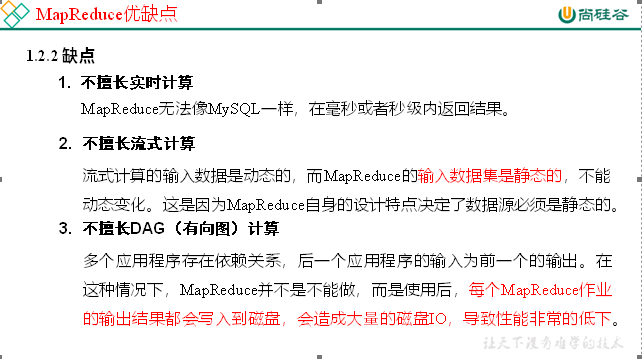 MapReduce优缺点
尚硅谷
1.2.2 缺点
1. 不擅长实时计算
MapReduce无法像MySQL一样，在毫秒或者秒级内返回结果。
2. 不擅长流式计算
流式计算的输入数据是动态的，而MapReduce的输入数据集是静态的，不能
动态变化。这是因为MapReduce自身的设计特点决定了数据源必须是静态的。
3. 不擅长DAG（有向图）计算
多个应用程序存在依赖关系，后一个应用程序的输入为前一个的输出。在
这种情况下，MapReduce并不是不能做，而是使用后，每个MapReduce作业
的输出结果都会写入到磁盘，会造成大量的磁盘IO，导致性能非常的低下。
让天下没有难学的技术